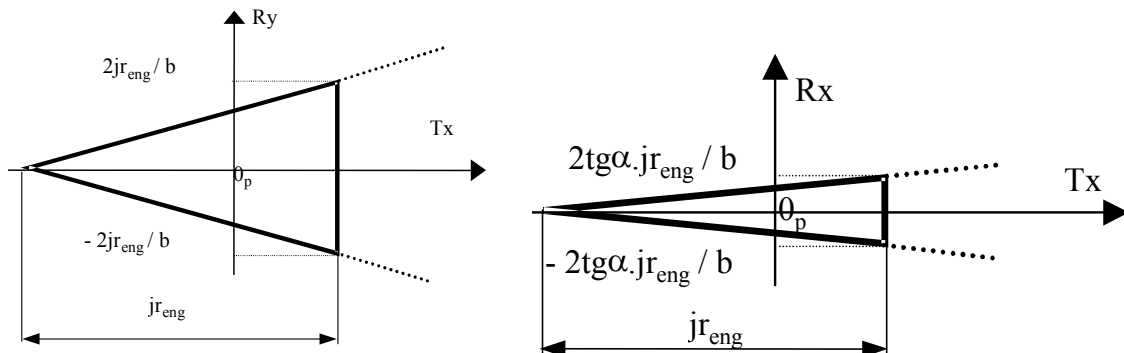 Ry
2jr_eng / b
Tx
0_p
- 2jr_eng / b
jr_eng
Rx
2tgα.jr_eng / b
Tx
0_p
- 2tgα.jr_eng / b
jr_eng